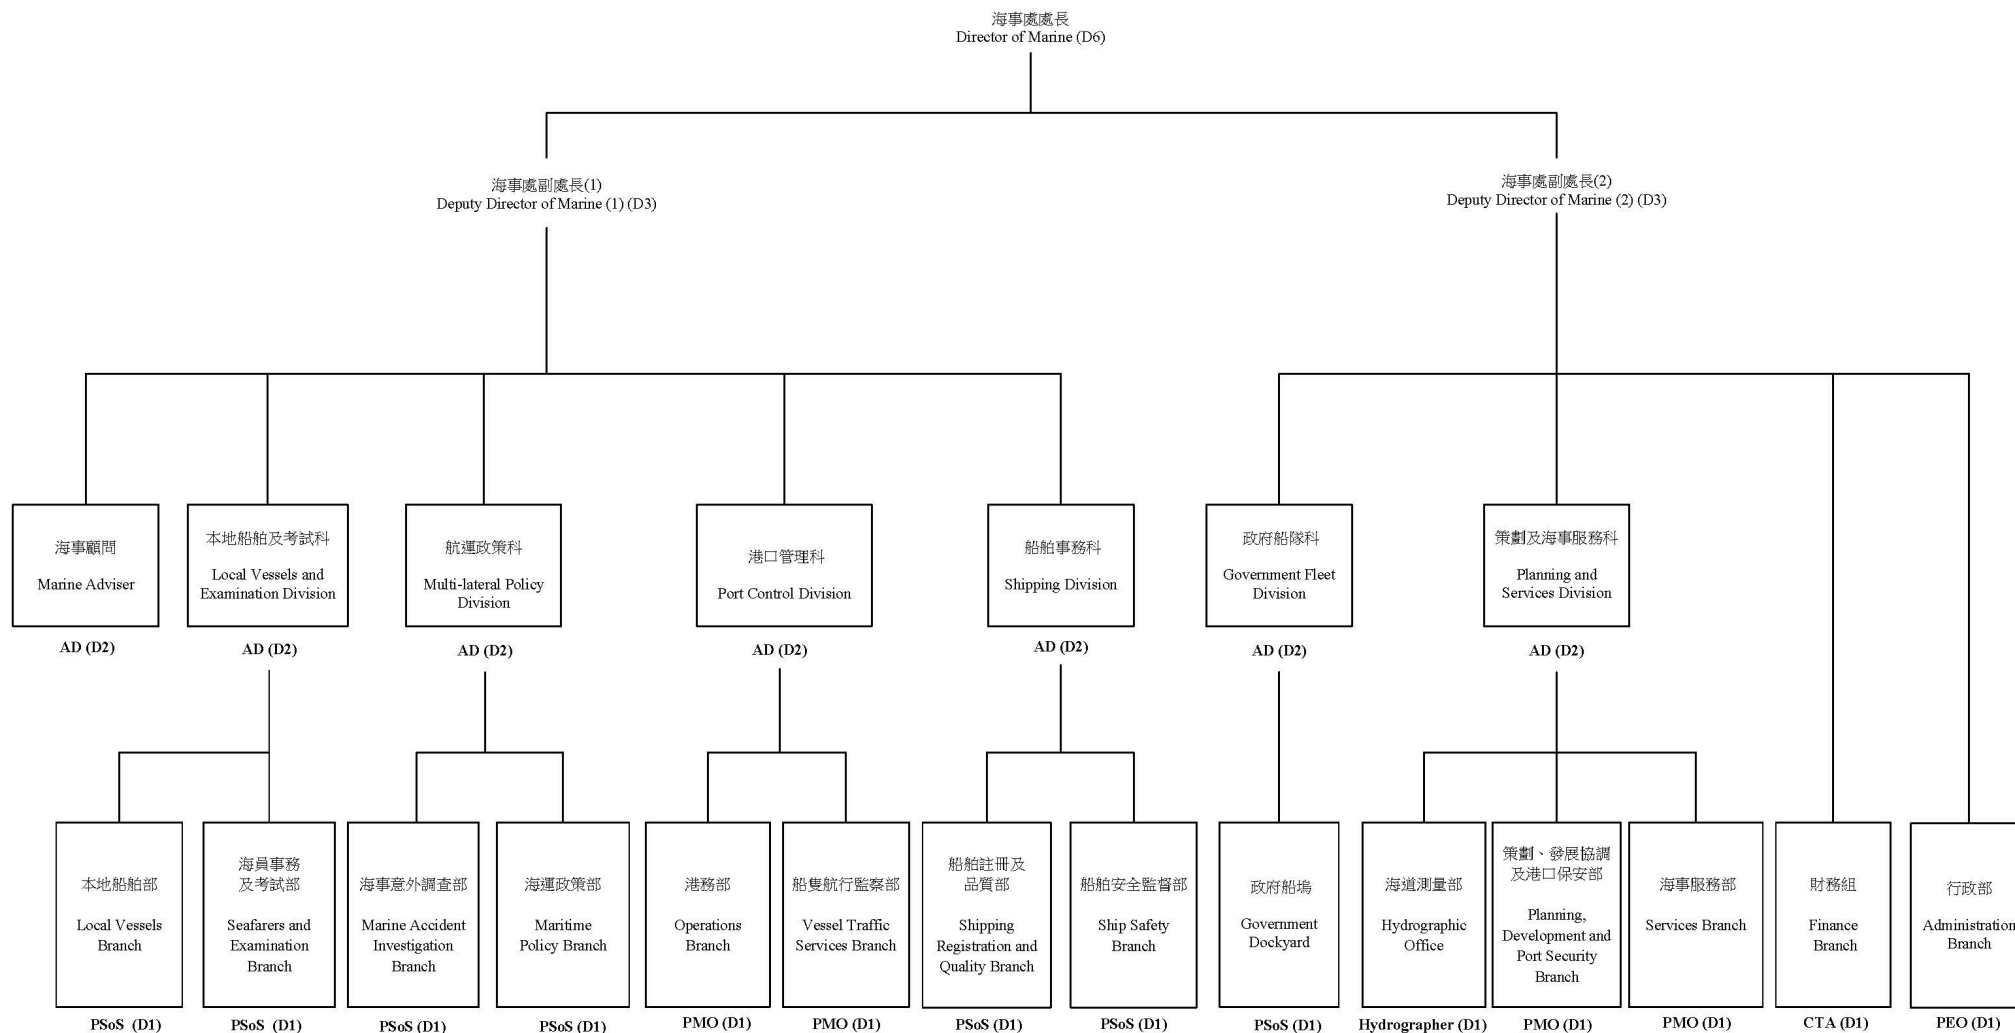 海事處處長
Director of Marine (D6)
海事處副處長(1)
Deputy Director of Marine (1) (D3)
海事處副處長(2)
Deputy Director of Marine (2) (D3)
海事顧問
Marine Adviser
AD (D2)
本地船舶及考試科
Local Vessels and
Examination Division
AD (D2)
航運政策科
Multi-lateral Policy
Division
AD (D2)
港口管理科
Port Control Division
AD (D2)
船舶事務科
Shipping Division
AD (D2)
政府船隊科
Government Fleet
Division
AD (D2)
策劃及海事服務科
Planning and
Services Division
AD (D2)
本地船舶部
Local Vessels
Branch
PSoS (D1)
海員事務
及考試部
Seafarers and
Examination
Branch
PSoS (D1)
海事意外調查部
Marine Accident
Investigation
Branch
PSoS (D1)
海運政策部
Maritime
Policy Branch
PSoS (D1)
港務部
Operations
Branch
PMO (D1)
船隻航行監察部
Vessel Traffic
Services Branch
PMO (D1)
船舶註冊及
品質部
Shipping
Registration and
Quality Branch
PSoS (D1)
船舶安全監督部
Ship Safety
Branch
PSoS (D1)
政府船塢
Government
Dockyard
PSoS (D1)
海道測量部
Hydrographic
Office
Hydrographer (D1)
策劃、發展協調
及港口保安部
Planning,
Development and
Port Security
Branch
PMO (D1)
海事服務部
Services Branch
PMO (D1)
財務組
Finance
Branch
CTA (D1)
行政部
Administration
Branch
PEO (D1)